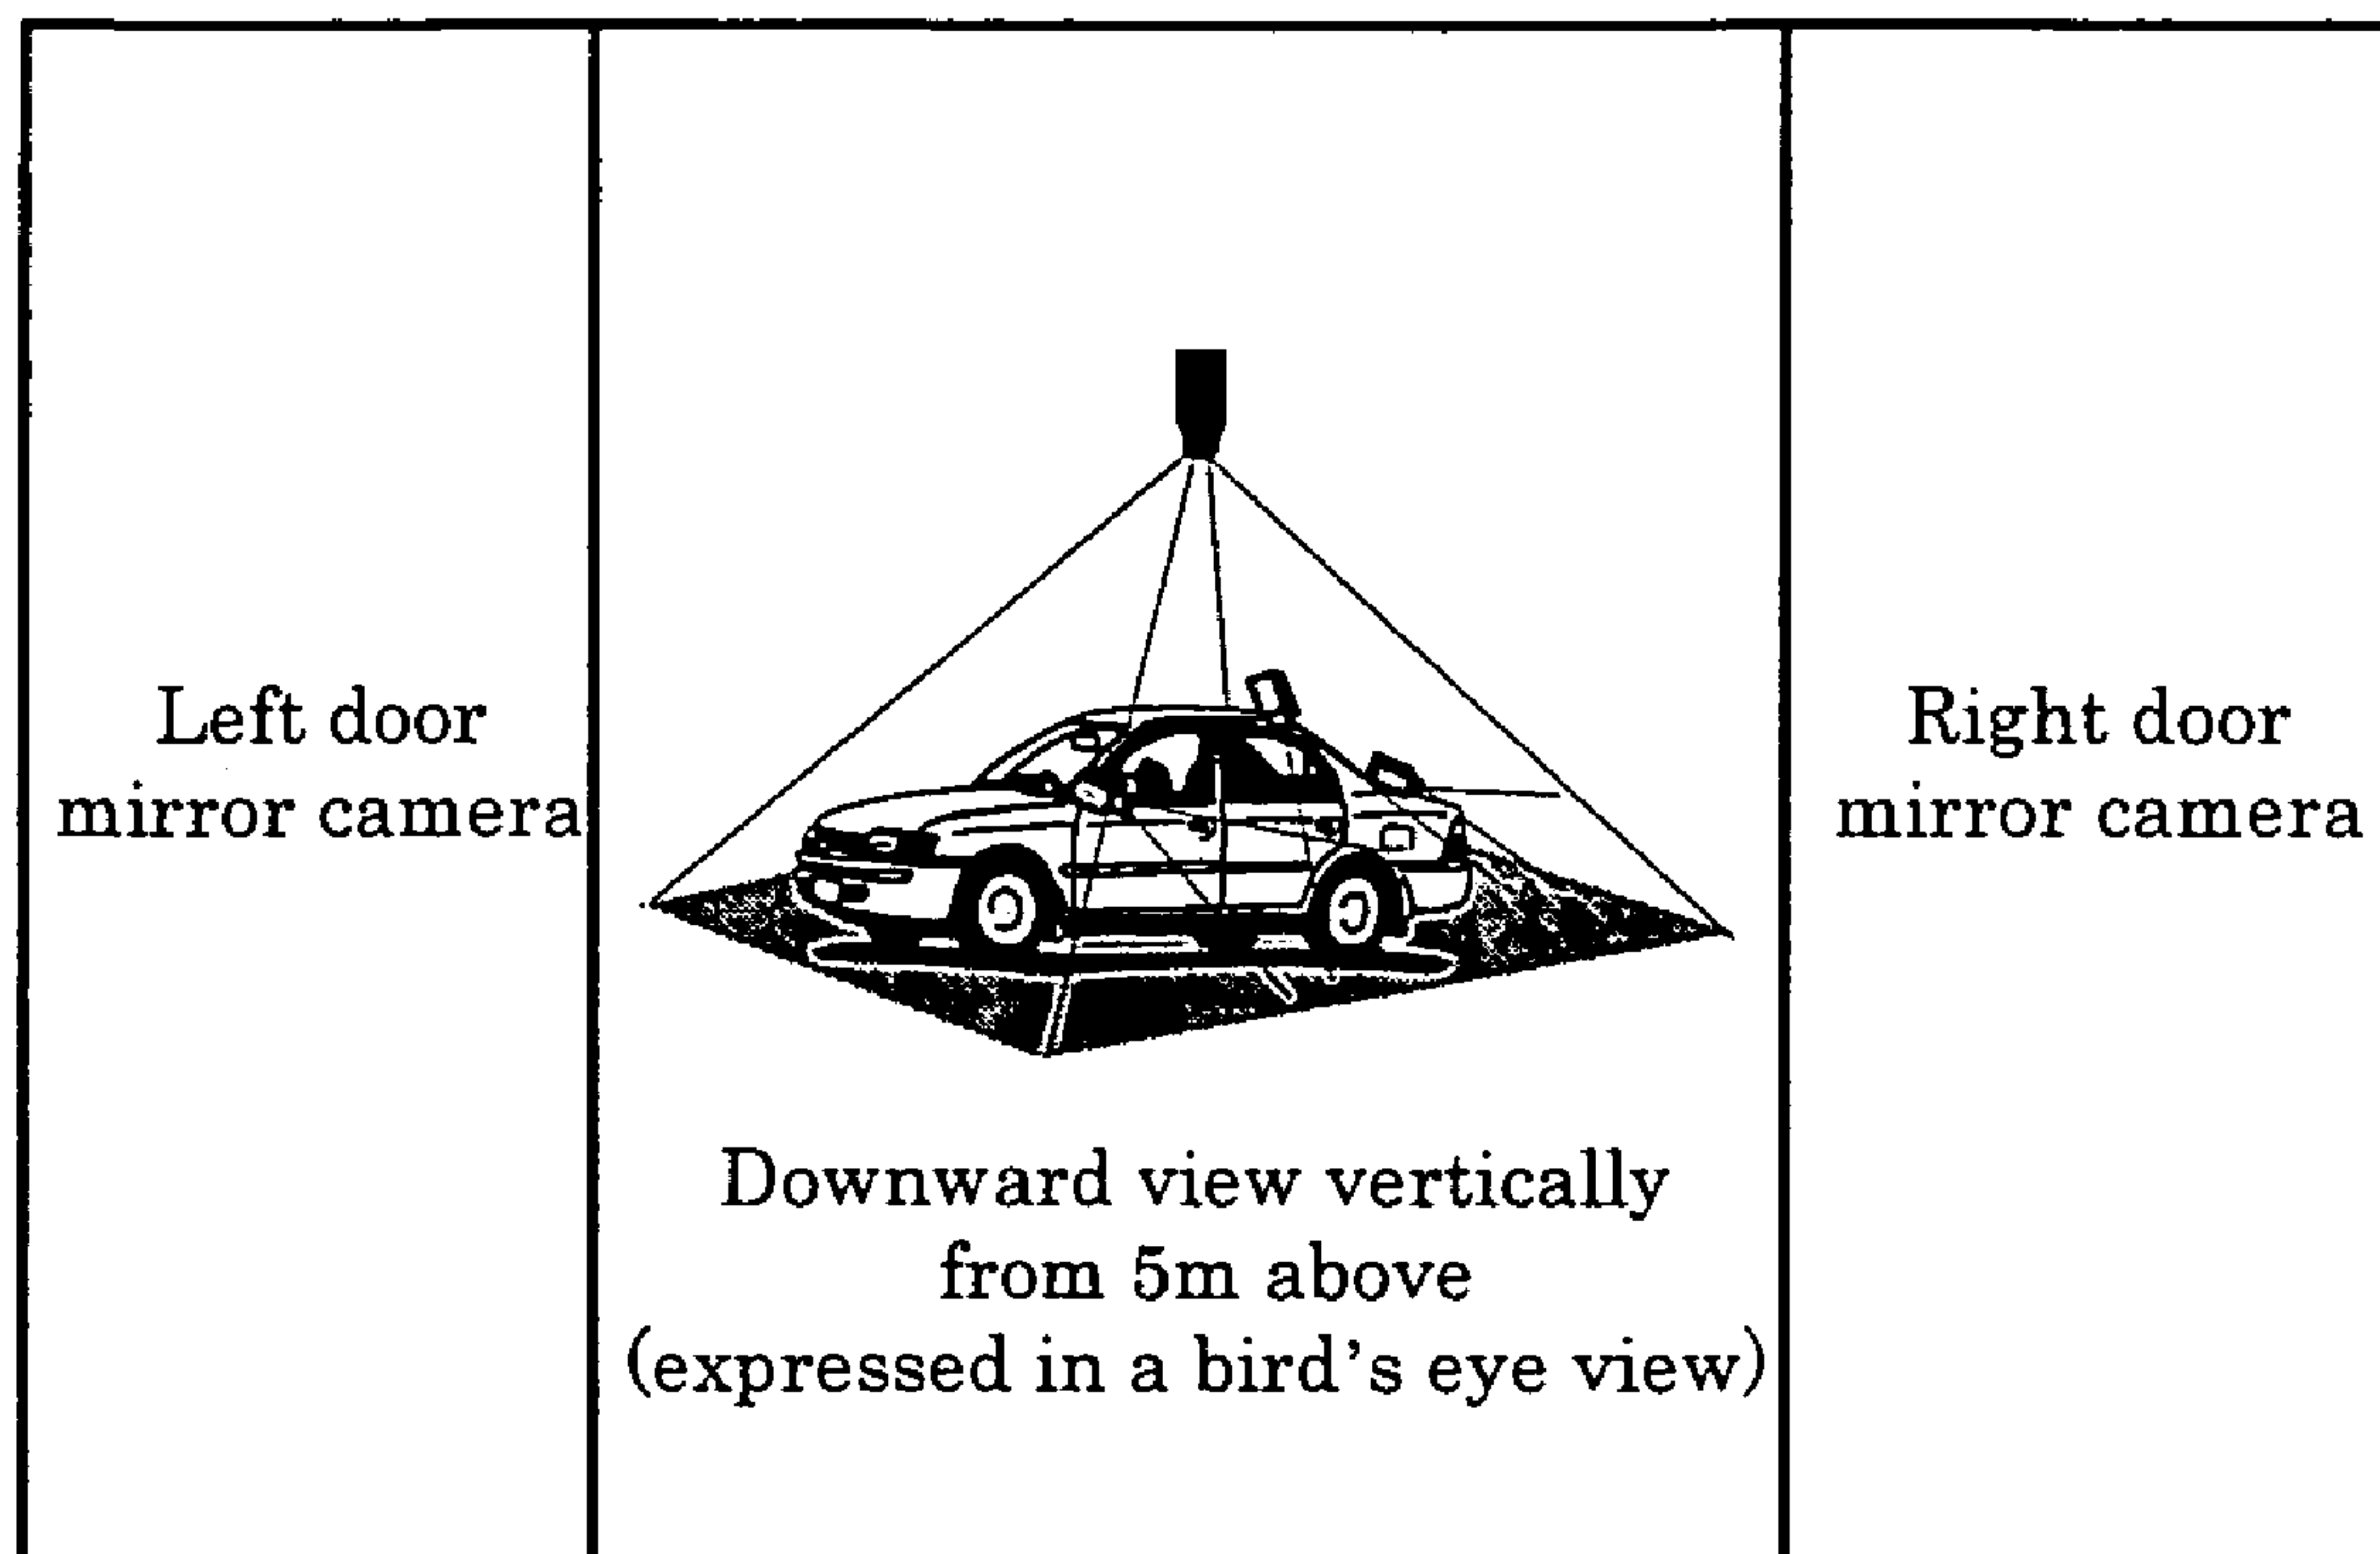 Left door
mirror camera
Downward view vertically
from 5m above
(expressed in a bird's eye view)
Right door
mirror camera